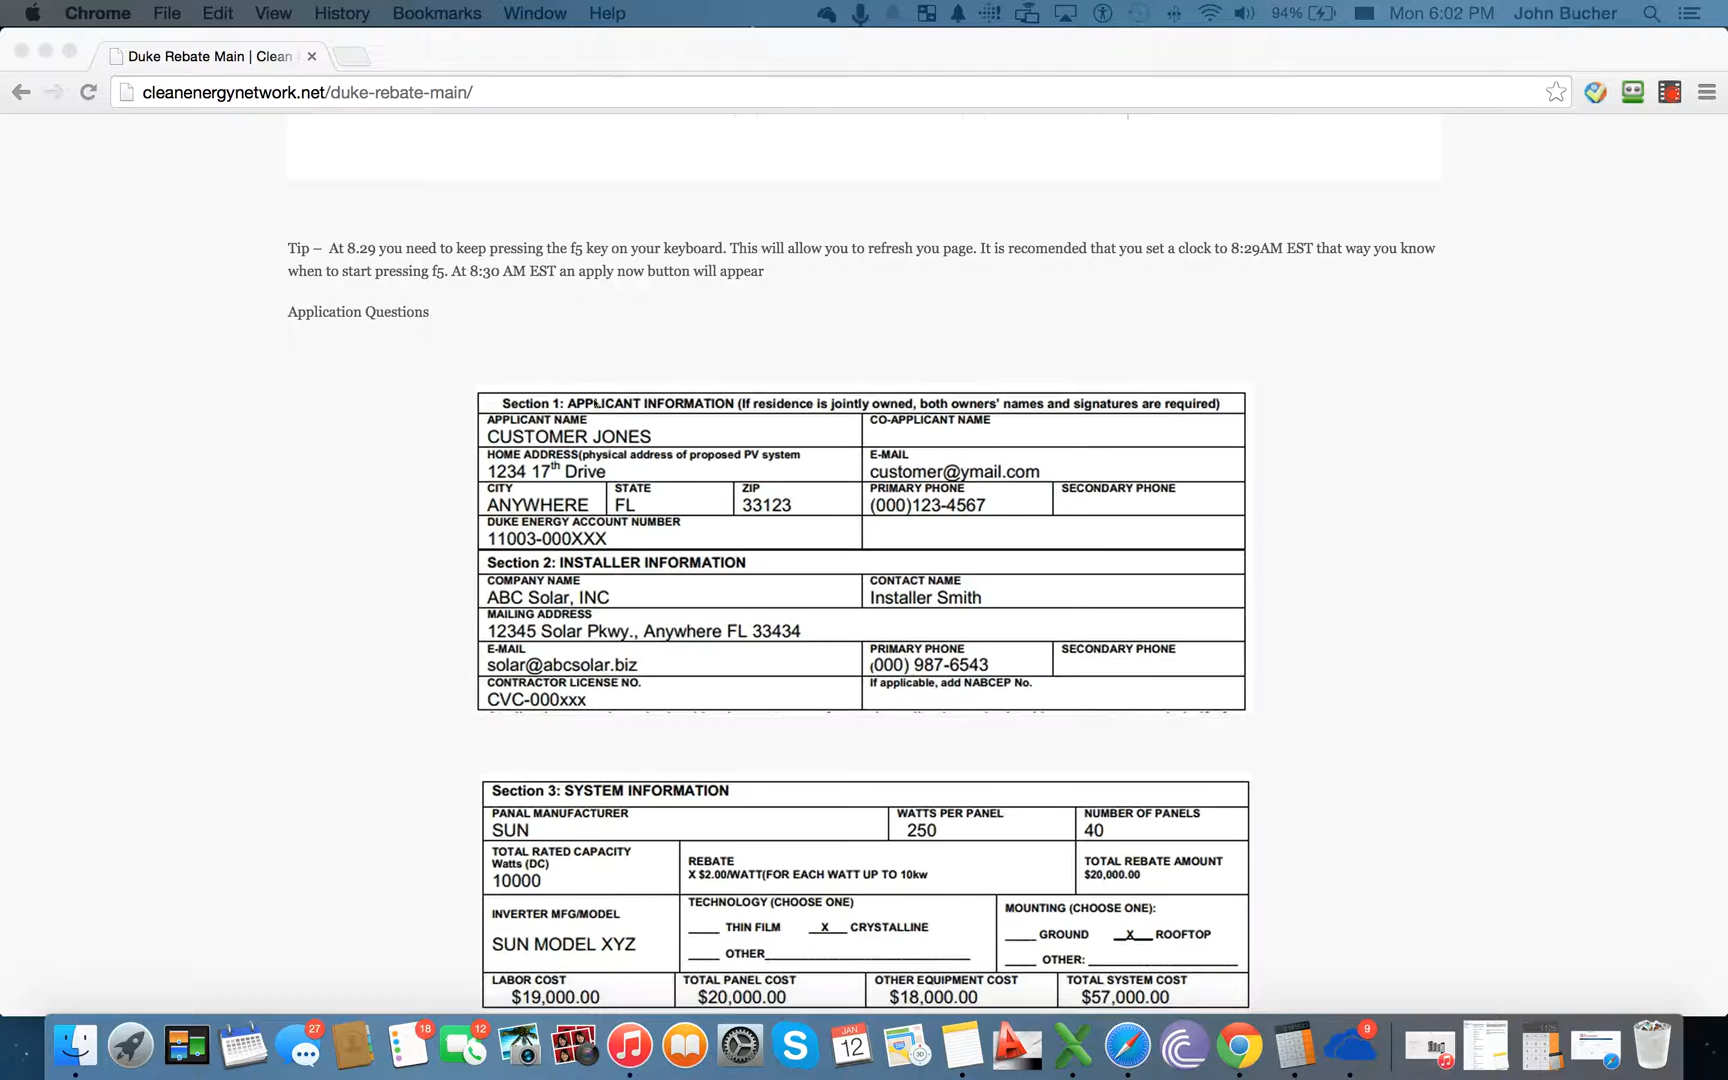 Chrome File Edit View History Bookmarks Window Help 94% Mon 6:02 PM John Bucher
Duke Rebate Main | Clean
cleanenergynetwork.net/duke-rebate-main/
Tip – At 8.29 you need to keep pressing the f5 key on your keyboard. This will allow you to refresh you page. It is recomended that you set a clock to 8:29AM EST that way you know
when to start pressing f5. At 8:30 AM EST an apply now button will appear
Application Questions
Section 1: APPLICANT INFORMATION (If residence is jointly owned, both owners' names and signatures are required)
APPLICANT NAME CO-APPLICANT NAME
CUSTOMER JONES
HOME ADDRESS(physical address of proposed PV system E-MAIL
1234 17th Drive customer@ymail.com
CITY STATE ZIP PRIMARY PHONE SECONDARY PHONE
ANYWHERE FL 33123 (000)123-4567
DUKE ENERGY ACCOUNT NUMBER
11003-000XXX
Section 2: INSTALLER INFORMATION
COMPANY NAME CONTACT NAME
ABC Solar, INC Installer Smith
MAILING ADDRESS
12345 Solar Pkwy., Anywhere FL 33434
E-MAIL PRIMARY PHONE SECONDARY PHONE
solar@abcsolar.biz (000) 987-6543
CONTRACTOR LICENSE NO. If applicable, add NABCEP No.
CVC-000xxx
Section 3: SYSTEM INFORMATION
PANAL MANUFACTURER WATTS PER PANEL NUMBER OF PANELS
SUN 250 40
TOTAL RATED CAPACITY
Watts (DC) REBATE TOTAL REBATE AMOUNT
10000 X $2.00/WATT(FOR EACH WATT UP TO 10kw $20,000.00
INVERTER MFG/MODEL TECHNOLOGY (CHOOSE ONE) MOUNTING (CHOOSE ONE):
THIN FILM X CRYSTALLINE GROUND X ROOFTOP
SUN MODEL XYZ OTHER OTHER:
LABOR COST TOTAL PANEL COST OTHER EQUIPMENT COST TOTAL SYSTEM COST
$19,000.00 $20,000.00 $18,000.00 $57,000.00
27 18 12 JAN 12 9